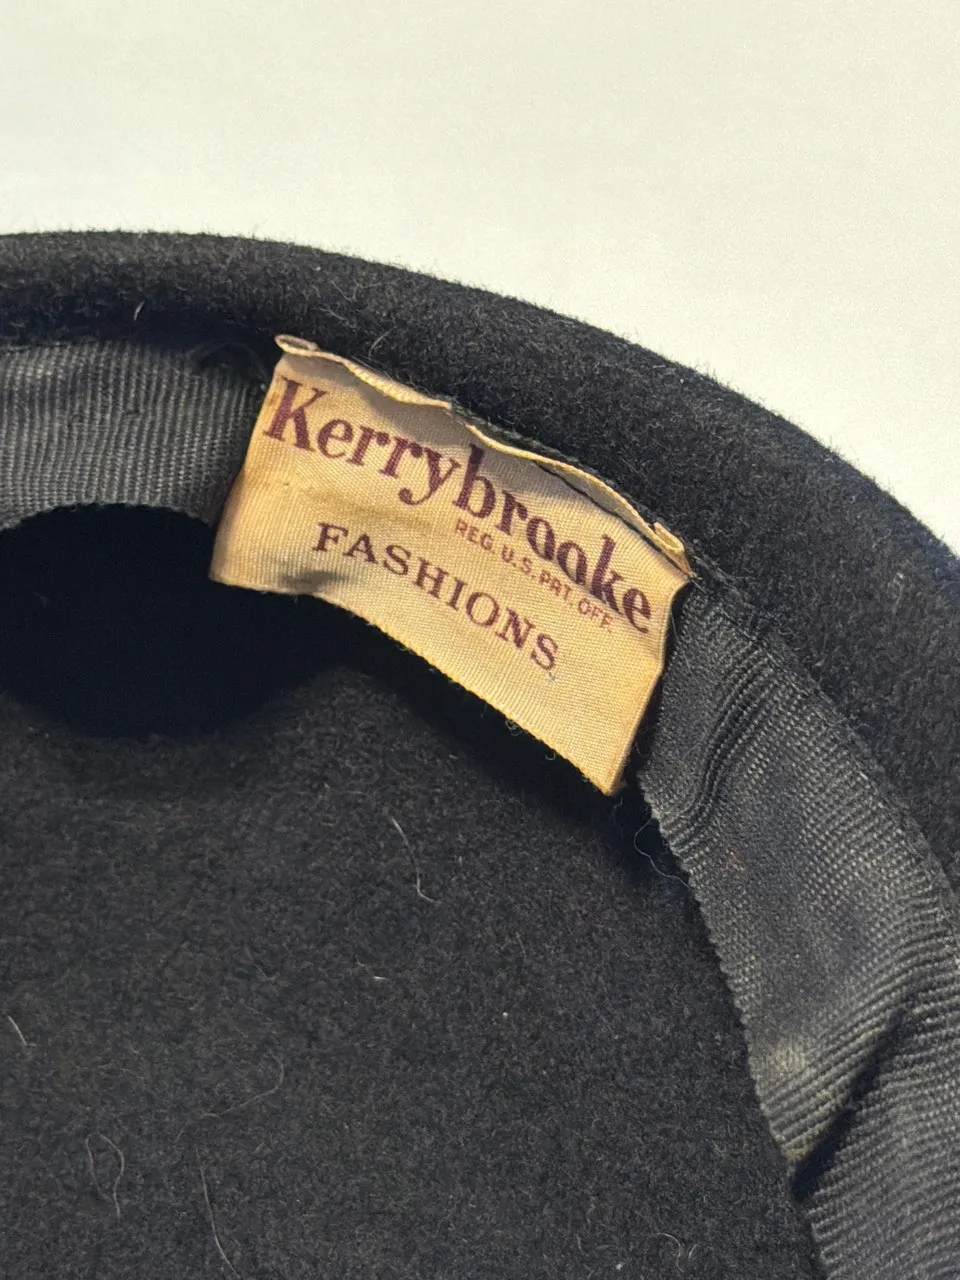 Kerrybrooke
REG. U.S. PAT. OFF.
FASHIONS